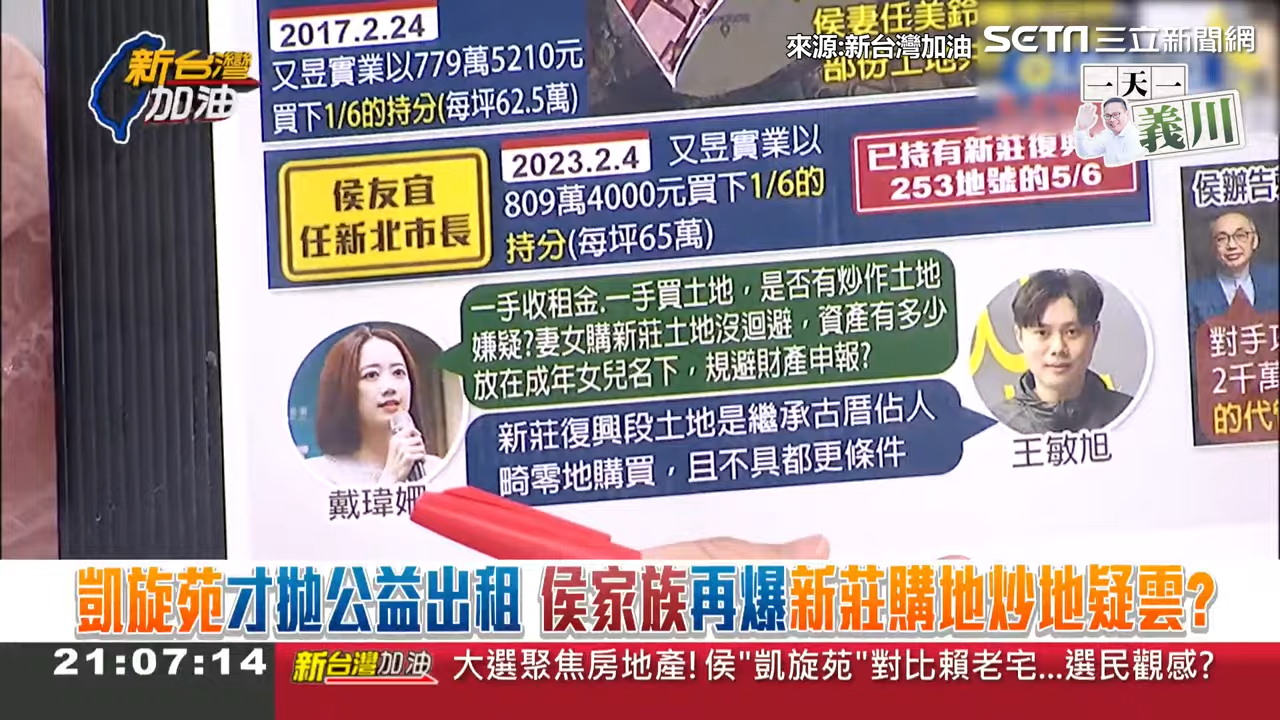 2017.2.24
又昱實業以779萬5210元
買下1/6的持分(每坪62.5萬)
侯妻任美鈴
部份土地
來源:新台灣加油
SETN三立新聞網
新台灣
加油
一天一
義川
侯友宜
任新北市長
2023.2.4
又昱實業以
809萬4000元買下1/6的
持分(每坪65萬)
已持有新莊復興
253地號的5/6
侯辦告
一手收租金.一手買土地，是否有炒作土地
嫌疑?妻女購新莊土地沒迴避，資產有多少
放在成年女兒名下，規避財產申報?
新莊復興段土地是繼承古厝佔人
畸零地購買，且不具都更條件
戴瑋姍
王敏旭
對手
2千萬
的代
凱旋苑才拋公益出租 侯家族再爆新莊購地炒地疑雲?
21:07:14
新台灣加油
大選聚焦房地產!侯"凱旋苑"對比賴老宅...選民觀感?